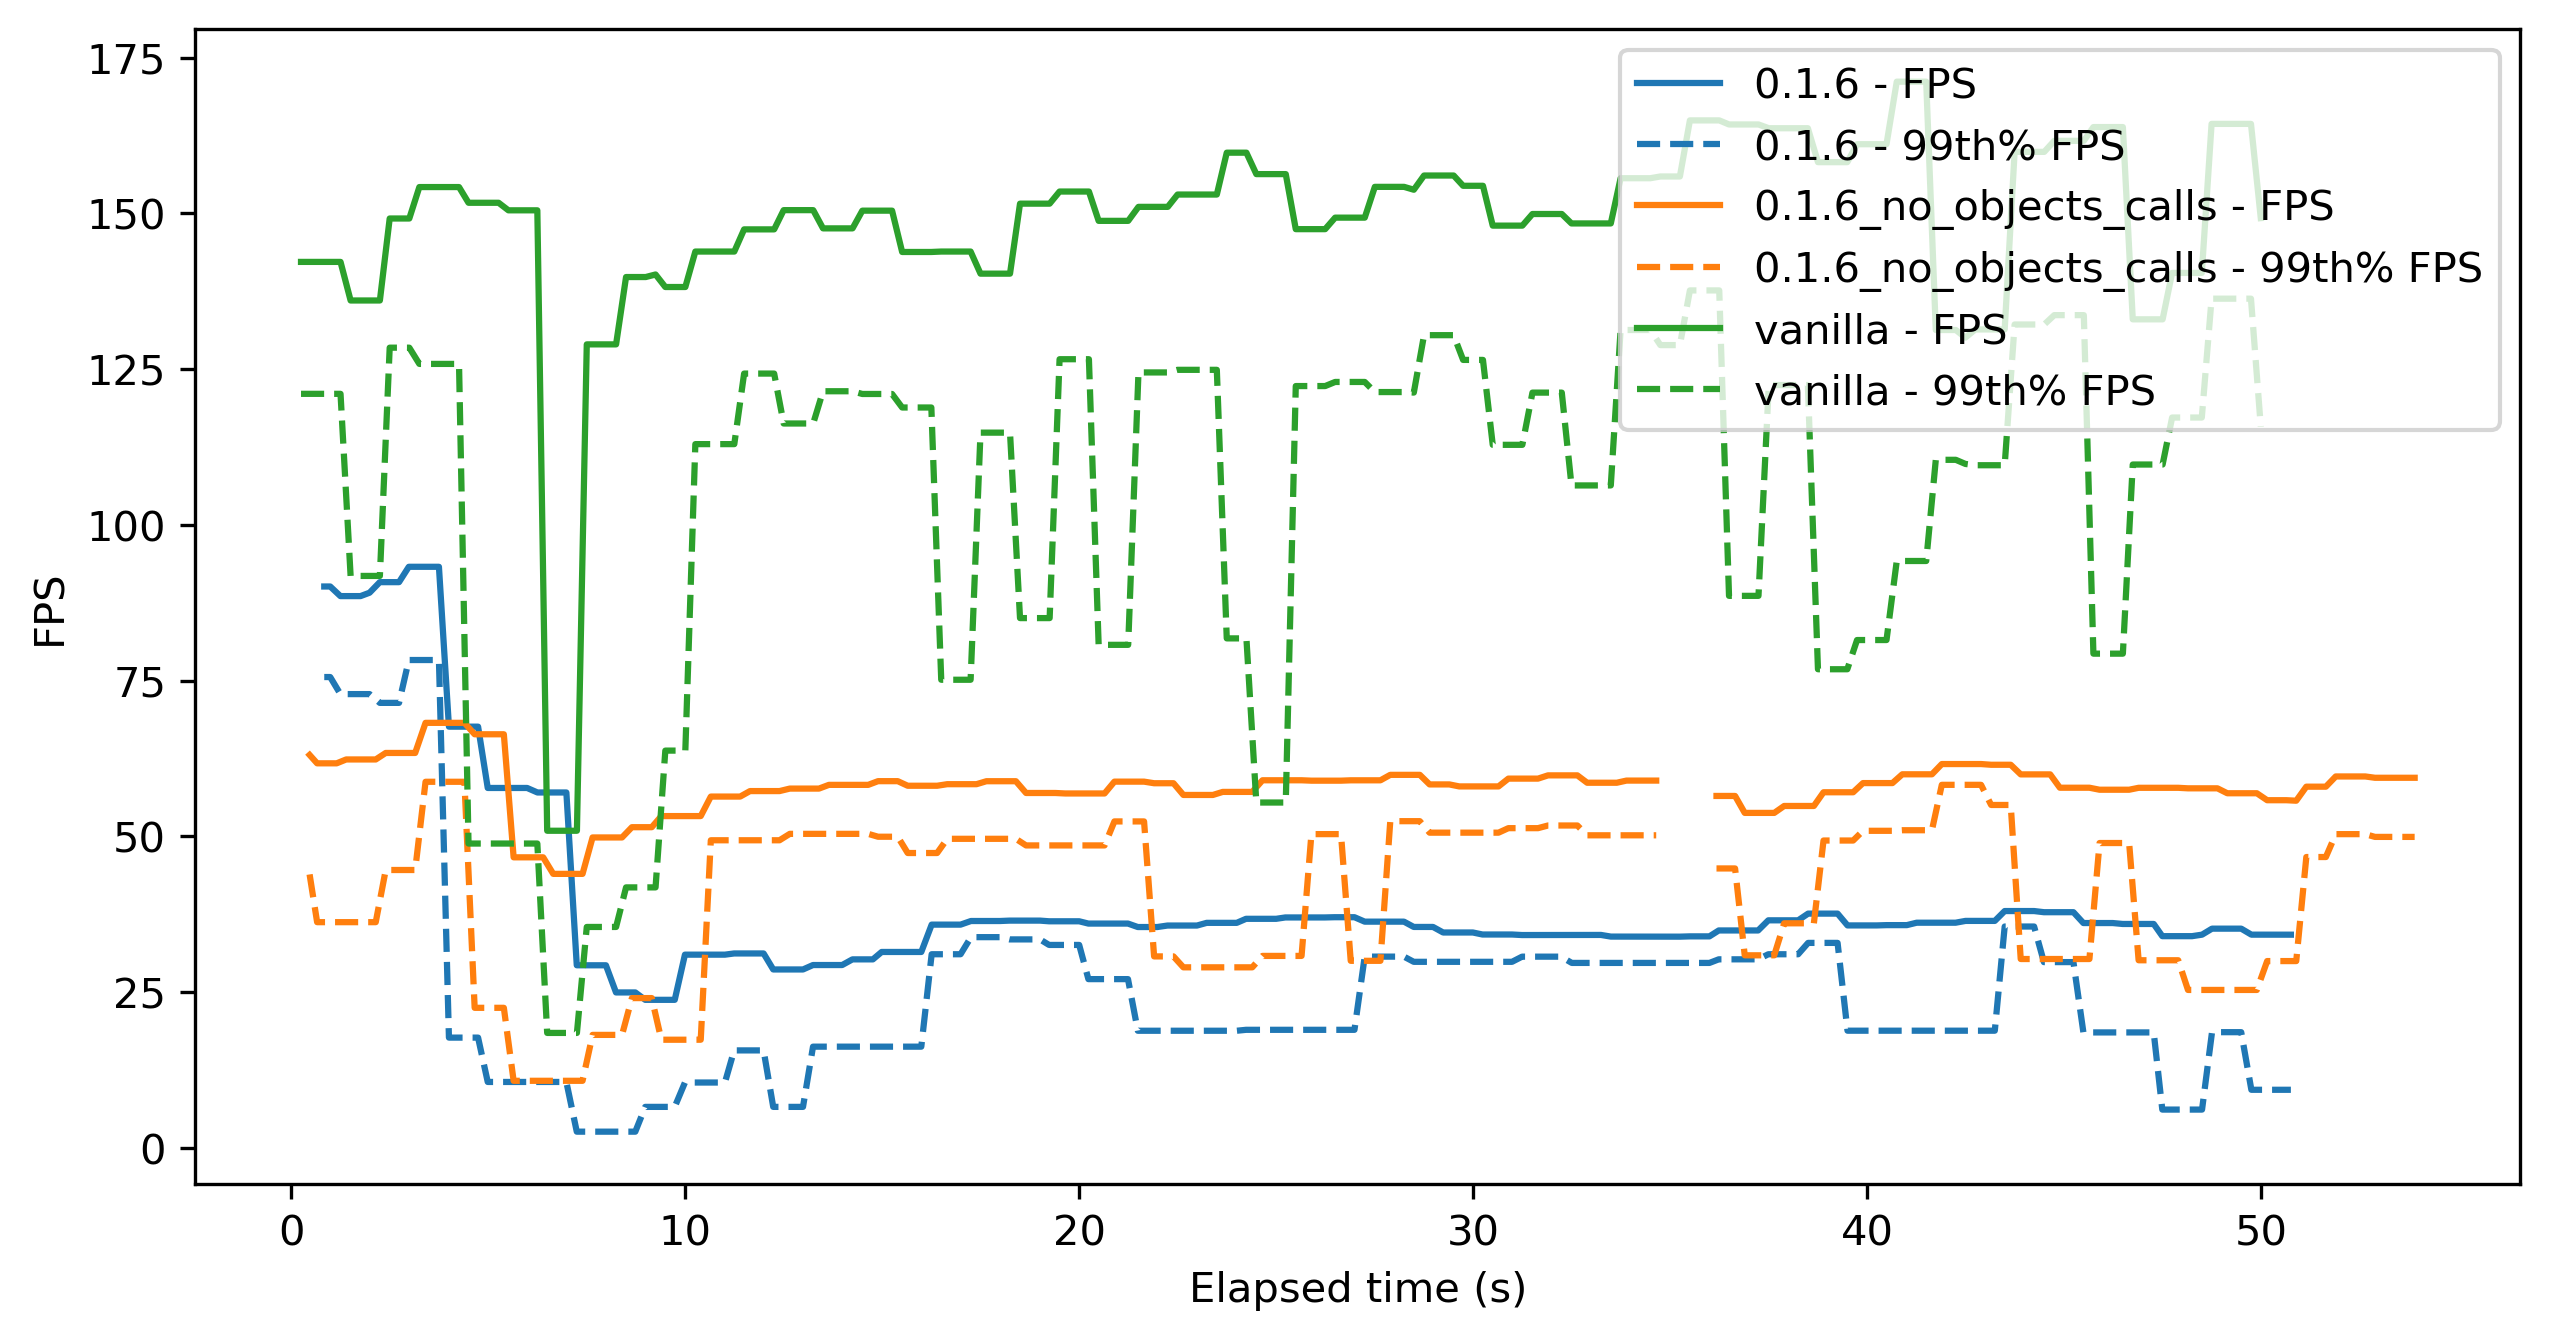 175
150
125
100
75
50
25
0
FPS
0
10
20
30
40
50
Elapsed time (s)
0.1.6 - FPS
0.1.6 - 99th% FPS
0.1.6_no_objects_calls - FPS
0.1.6_no_objects_calls - 99th% FPS
vanilla - FPS
vanilla - 99th% FPS